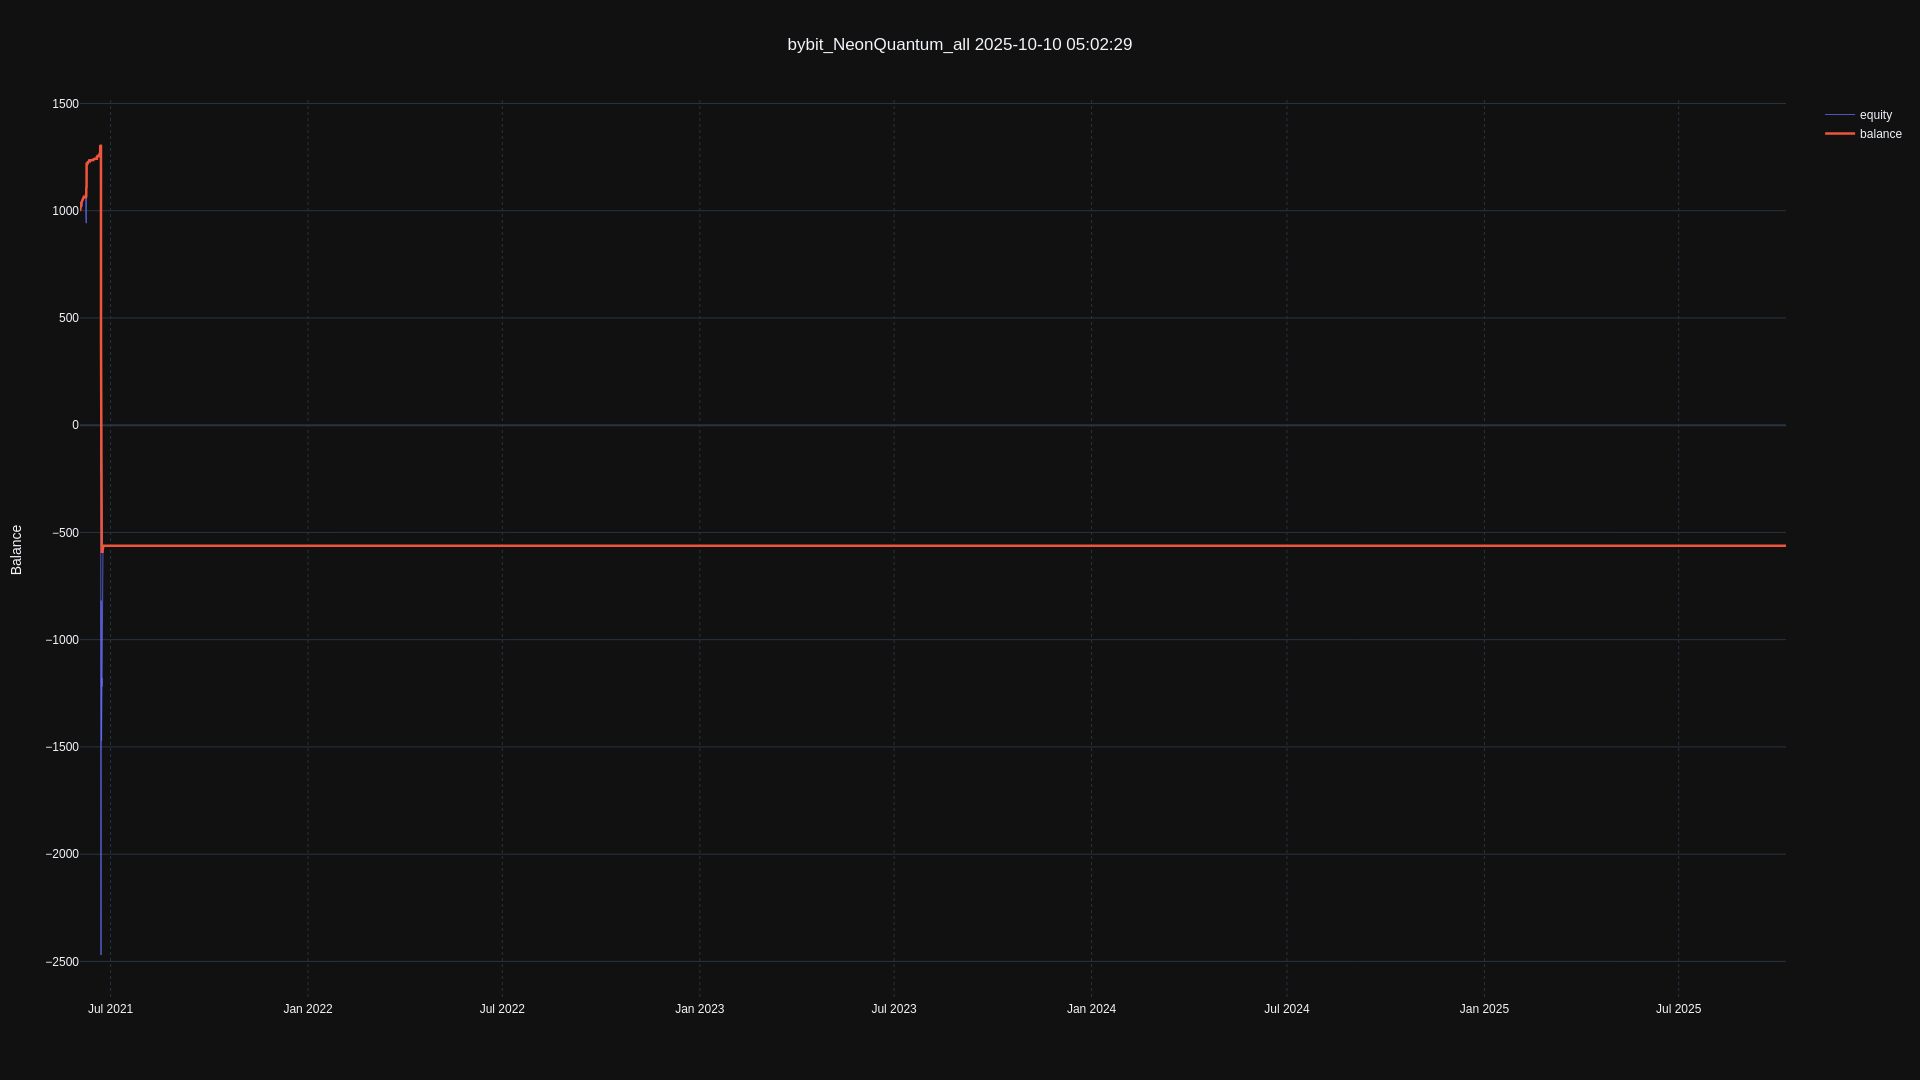 bybit_NeonQuantum_all 2025-10-10 05:02:29
equity
balance
1500
1000
500
0
−500
−1000
−1500
−2000
−2500
Balance
Jul 2021
Jan 2022
Jul 2022
Jan 2023
Jul 2023
Jan 2024
Jul 2024
Jan 2025
Jul 2025